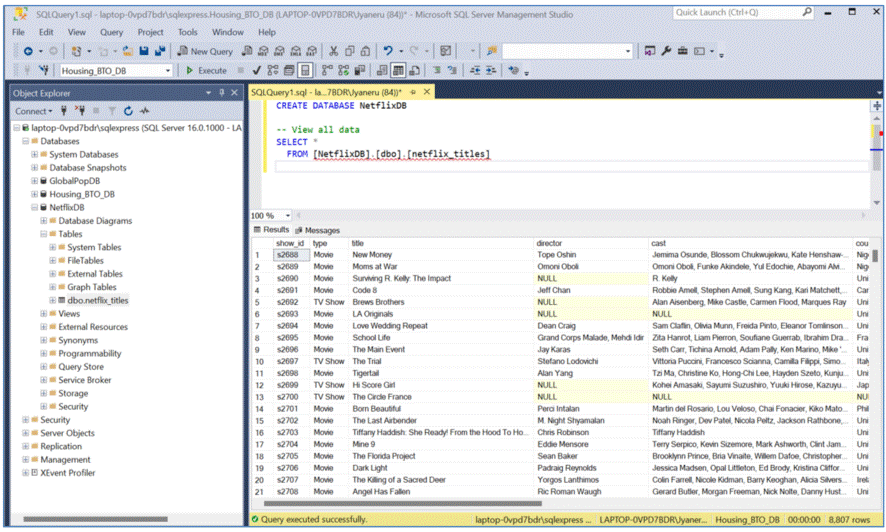 SQLQuery1.sql - laptop-0vpd7bdr\sqlexpress.Housing_BTO_DB (LAPTOP-0VPD7BDR\Jyaneru (84))* - Microsoft SQL Server Management Studio
Quick Launch (Ctrl+Q)
File Edit View Query Project Tools Window Help
New Query
Housing_BTO_DB
Execute
Object Explorer
Connect
laptop-0vpd7bdr\sqlexpress (SQL Server 16.0.1000 - LA
Databases
System Databases
Database Snapshots
GlobalPopDB
Housing_BTO_DB
NetflixDB
Database Diagrams
Tables
System Tables
FileTables
External Tables
Graph Tables
dbo.netflix_titles
Views
External Resources
Synonyms
Programmability
Query Store
Service Broker
Storage
Security
Security
Server Objects
Replication
Management
XEvent Profiler
SQLQuery1.sql - la...7BDR\Jyaneru (84))*
CREATE DATABASE NetflixDB
-- View all data
SELECT *
FROM [NetflixDB].[dbo].[netflix_titles]
100 %
Results Messages
show_id type title director cast cou
1 s2688 Movie New Money Tope Oshin Jemima Osunde, Blossom Chukwujekwu, Kate Henshaw-... Nig
2 s2689 Movie Moms at War Omoni Oboli Omoni Oboli, Funke Akindele, Yul Edochie, Abayomi Alvi... Nig
3 s2690 Movie Surviving R. Kelly: The Impact NULL R. Kelly Uni
4 s2691 Movie Code 8 Jeff Chan Robbie Amell, Stephen Amell, Sung Kang, Kari Matchett,... Car
5 s2692 TV Show Brews Brothers NULL Alan Aisenberg, Mike Castle, Carmen Flood, Marques Ray Uni
6 s2693 Movie LA Originals NULL NULL Uni
7 s2694 Movie Love Wedding Repeat Dean Craig Sam Claflin, Olivia Munn, Freida Pinto, Eleanor Tomlinson... Uni
8 s2695 Movie School Life Grand Corps Malade, Mehdi Idir Zita Hanrot, Liam Pierron, Soufiane Guerrab, Ibrahim Dra... Fra
9 s2696 Movie The Main Event Jay Karas Seth Carr, Tichina Arnold, Adam Pally, Ken Marino, Mike '... Uni
10 s2697 TV Show The Trial Stefano Lodovichi Vittoria Puccini, Francesco Scianna, Camilla Filippi, Simo... Italy
11 s2698 Movie Tigertail Alan Yang Tzi Ma, Christine Ko, Hong-Chi Lee, Hayden Szeto, Kunju... Uni
12 s2699 TV Show Hi Score Girl NULL Kohei Amasaki, Sayumi Suzushiro, Yuuki Hirose, Kazuyu... Jap
13 s2700 TV Show The Circle France NULL NULL NUL
14 s2701 Movie Born Beautiful Perci Intalan Martin del Rosario, Lou Veloso, Chai Fonacier, Kiko Mato... Phil
15 s2702 Movie The Last Airbender M. Night Shyamalan Noah Ringer, Dev Patel, Nicola Peltz, Jackson Rathbone,... Uni
16 s2703 Movie Tiffany Haddish: She Ready! From the Hood To Ho... Chris Robinson Tiffany Haddish Uni
17 s2704 Movie Mine 9 Eddie Mensore Terry Serpico, Kevin Sizemore, Mark Ashworth, Clint Jam... Uni
18 s2705 Movie The Florida Project Sean Baker Brooklynn Prince, Bria Vinaite, Willem Dafoe, Christopher... Uni
19 s2706 Movie Dark Light Padraig Reynolds Jessica Madsen, Opal Littleton, Ed Brody, Kristina Cliffor... Uni
20 s2707 Movie The Killing of a Sacred Deer Yorgos Lanthimos Colin Farrell, Nicole Kidman, Barry Keoghan, Alicia Silvers... Irel
21 s2708 Movie Angel Has Fallen Ric Roman Waugh Gerard Butler, Morgan Freeman, Nick Nolte, Danny Hust... Uni
Query executed successfully. laptop-0vpd7bdr\sqlexpress ... LAPTOP-0VPD7BDR\Jyaner... Housing_BTO_DB 00:00:00 8,807 rows